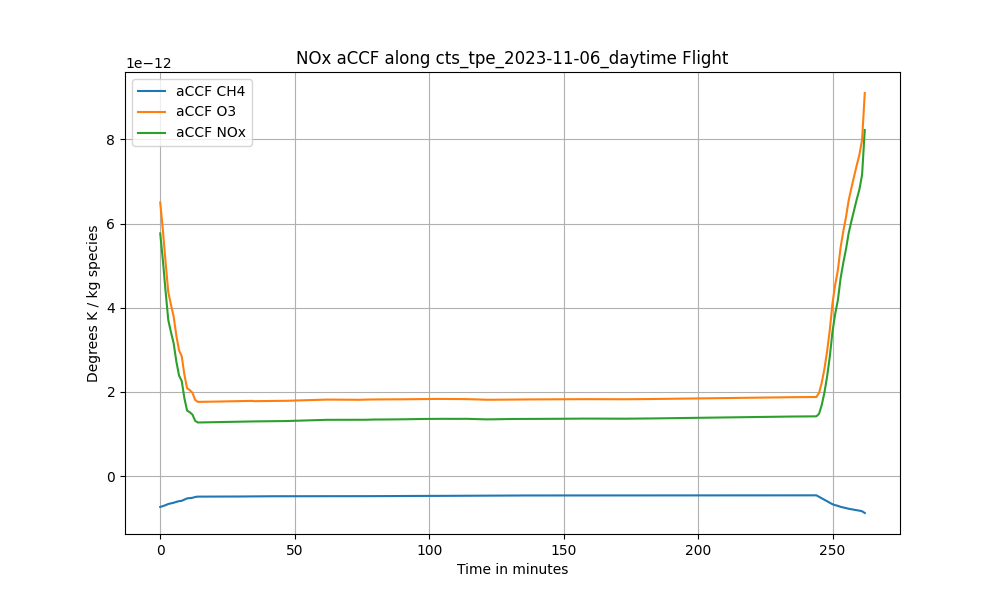 NOx aCCF along cts_tpe_2023-11-06_daytime Flight
1e−12
aCCF CH4
aCCF O3
aCCF NOx
Degrees K / kg species
8
6
4
2
0
0 50 100 150 200 250
Time in minutes